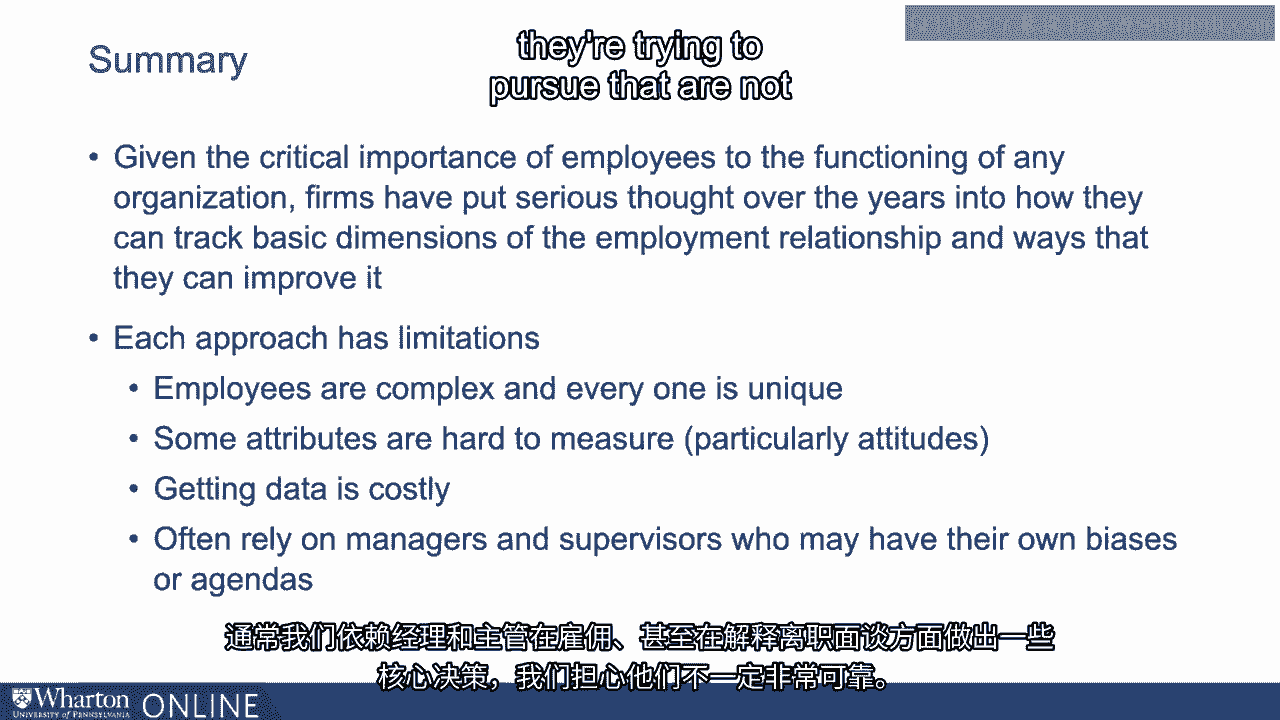 Summary
they're trying to
pursue that are not
• Given the critical importance of employees to the functioning of any
organization, firms have put serious thought over the years into how they
can track basic dimensions of the employment relationship and ways that
they can improve it
• Each approach has limitations
• Employees are complex and every one is unique
• Some attributes are hard to measure (particularly attitudes)
• Getting data is costly
• Often rely on managers and supervisors who may have their own biases
or agendas
通常我们依赖经理和主管在雇佣、甚至在解释离职面谈方面做出一些
核心决策，我们担心他们不一定非常可靠。
Wharton ONLINE
UNIVERSITY of PENNSYLVANIA